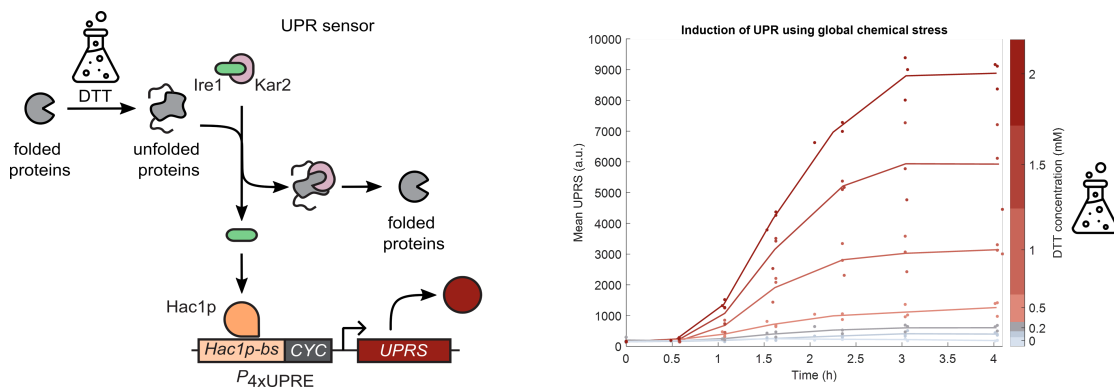 UPR sensor
DTT
Ire1
Kar2
folded
proteins
unfolded
proteins
folded
proteins
Hac1p
Hac1p-bs
CYC
UPRS
P4xUPRE
Induction of UPR using global chemical stress
Mean UPRS (a.u.)
10000
9000
8000
7000
6000
5000
4000
3000
2000
1000
0
0
0.5
1
1.5
2
2.5
3
3.5
4
Time (h)
2
1.5
1
0.5
0.2
0
DTT concentration (mM)